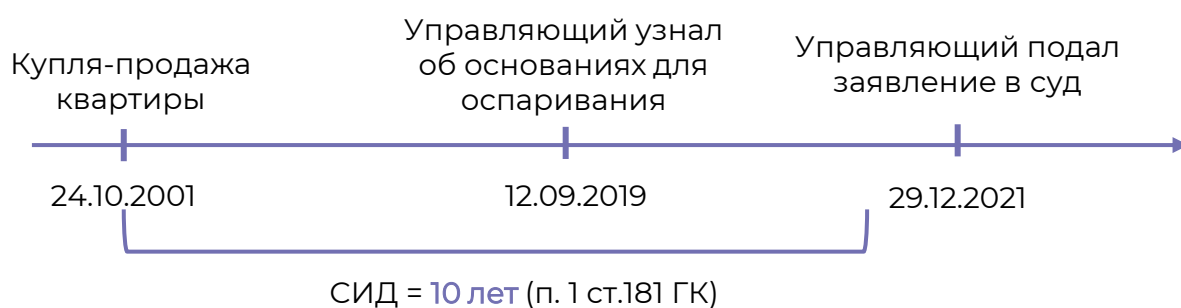 Купля-продажа
квартиры
Управляющий узнал
об основаниях для
оспаривания
Управляющий подал
заявление в суд
24.10.2001
12.09.2019
29.12.2021
СИД = 10 лет (п. 1 ст.181 ГК)